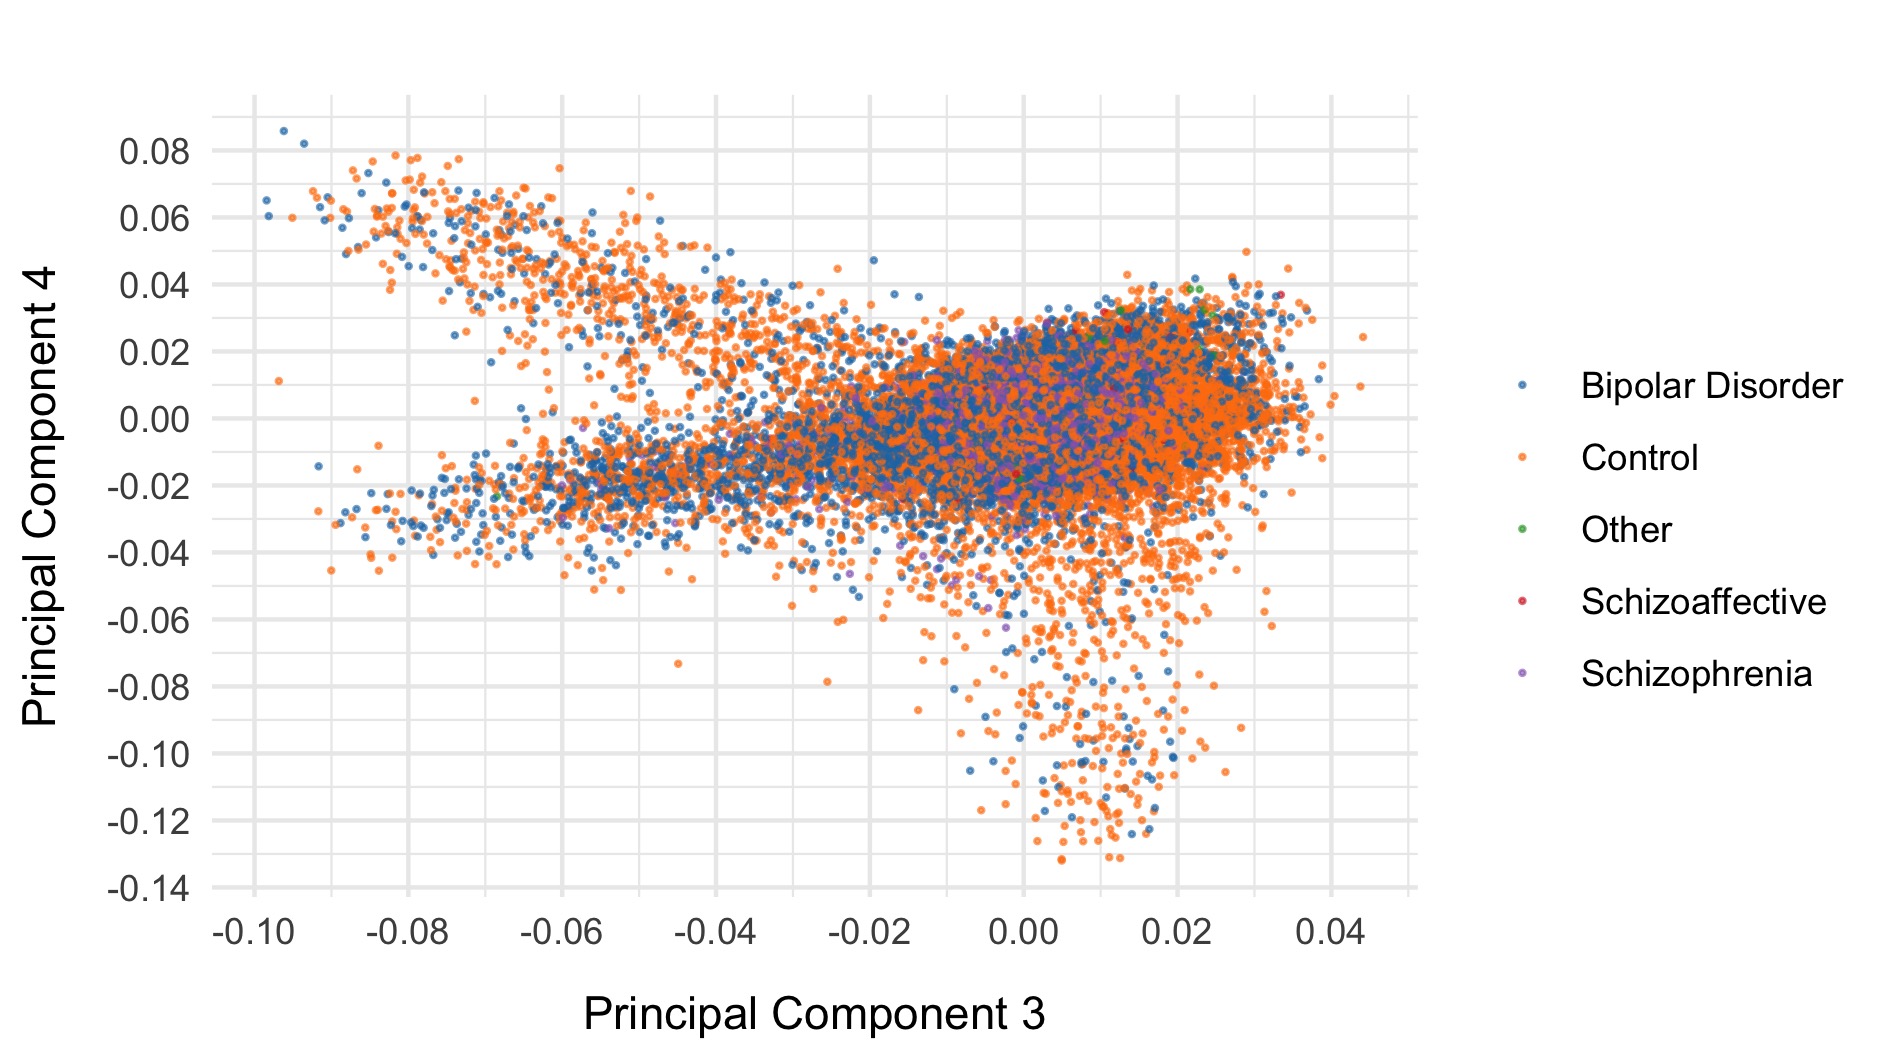 Principal Component 4
0.08
0.06
0.04
0.02
0.00
-0.02
-0.04
-0.06
-0.08
-0.10
-0.12
-0.14
-0.10 -0.08 -0.06 -0.04 -0.02 0.00 0.02 0.04
Principal Component 3
Bipolar Disorder
Control
Other
Schizoaffective
Schizophrenia